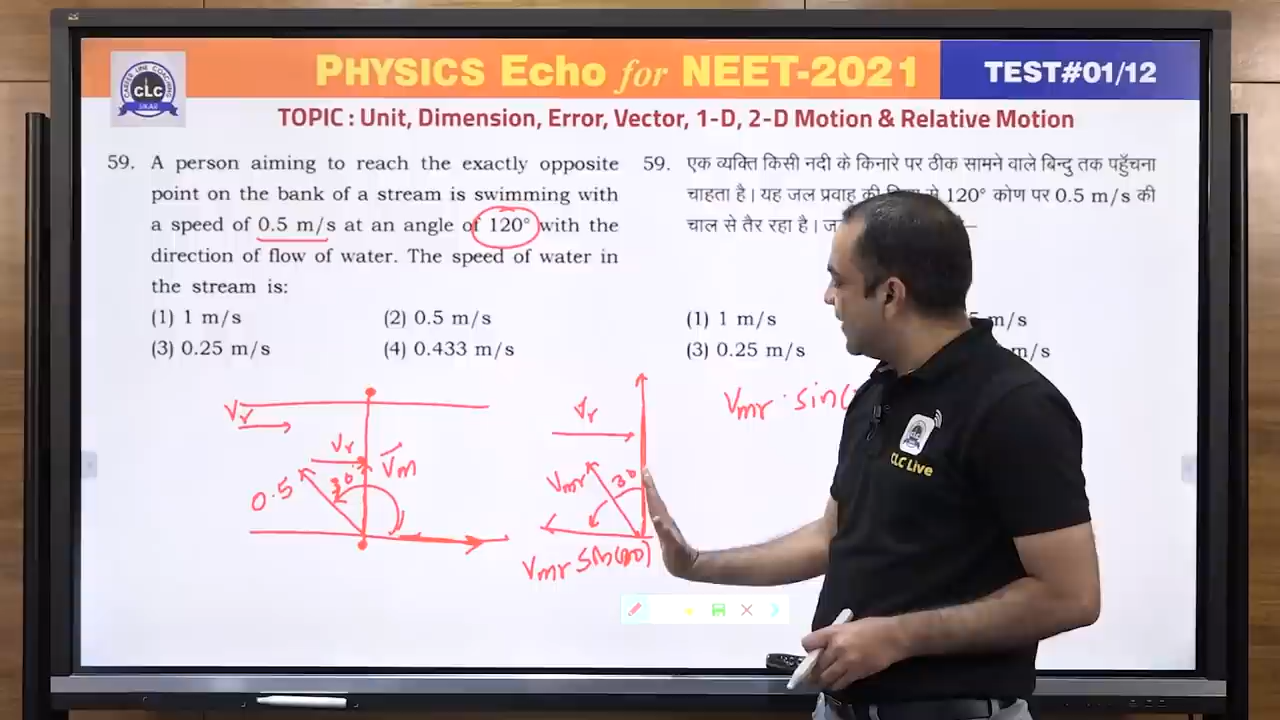 PHYSICS Echo for NEET-2021
TEST#01/12
CLC
TOPIC : Unit, Dimension, Error, Vector, 1-D, 2-D Motion & Relative Motion
59. A person aiming to reach the exactly opposite
point on the bank of a stream is swimming with
a speed of 0.5 m/s at an angle of 120° with the
direction of flow of water. The speed of water in
the stream is:
(1) 1 m/s (2) 0.5 m/s
(3) 0.25 m/s (4) 0.433 m/s
59. एक व्यक्ति किसी नदी के किनारे पर ठीक सामने वाले बिन्दु तक पहुँचना
चाहता है। यह जल प्रवाह की 120° कोण पर 0.5 m/s की
चाल से तैर रहा है।
(1) 1 m/s m/s
(3) 0.25 m/s m/s
Vr
Vr
Vm
0.5
30
Vr
Vmr
30
Vmr sin(30)
Vmr · sin(
CLC Live